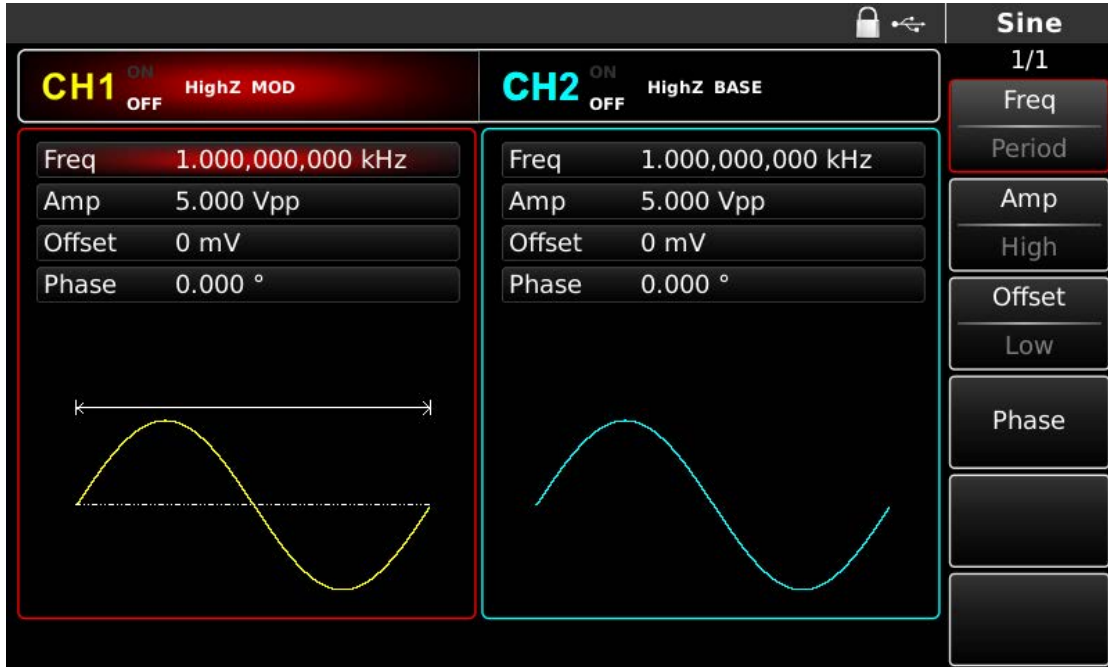 Sine
1/1
CH1 ON OFF HighZ MOD
CH2 ON OFF HighZ BASE
Freq 1.000,000,000 kHz
Amp 5.000 Vpp
Offset 0 mV
Phase 0.000 °
Freq 1.000,000,000 kHz
Amp 5.000 Vpp
Offset 0 mV
Phase 0.000 °
Freq
Period
Amp
High
Offset
Low
Phase